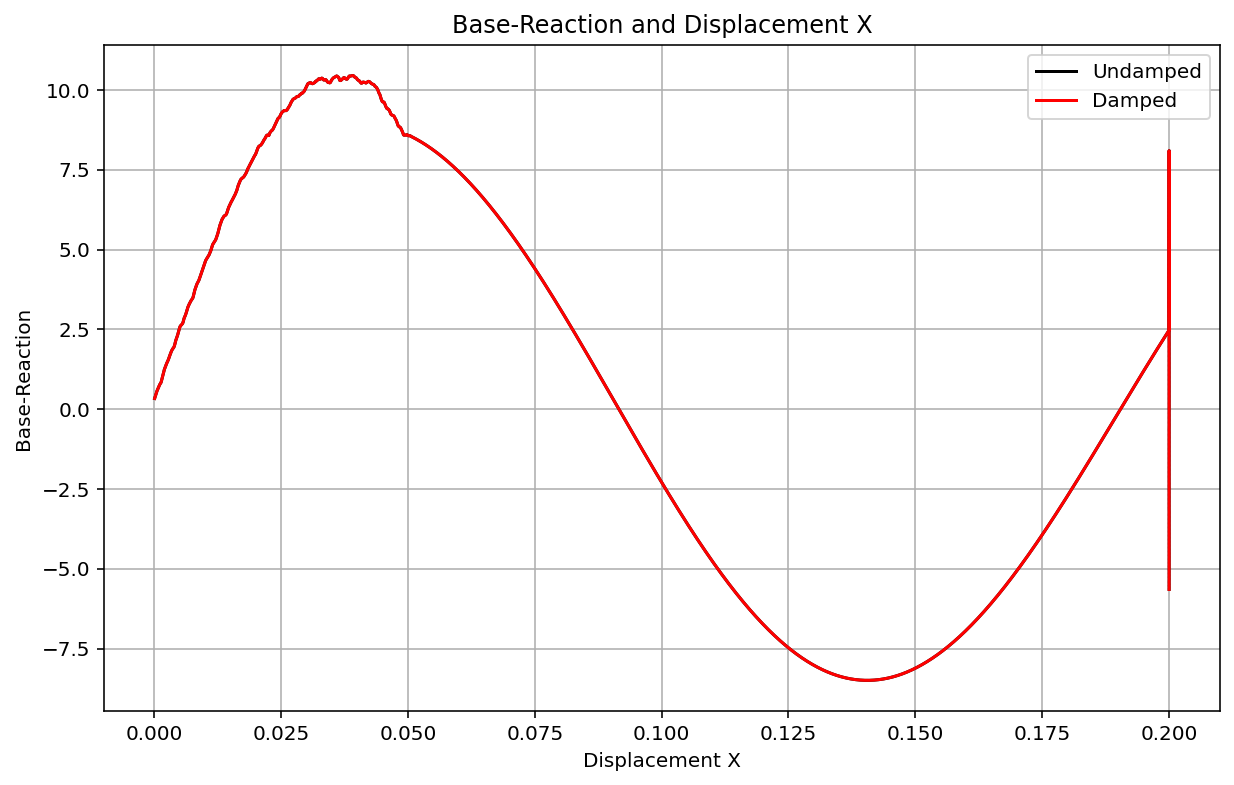 Base-Reaction and Displacement X
Undamped
Damped
Base-Reaction
10.0
7.5
5.0
2.5
0.0
−2.5
−5.0
−7.5
0.000 0.025 0.050 0.075 0.100 0.125 0.150 0.175 0.200
Displacement X